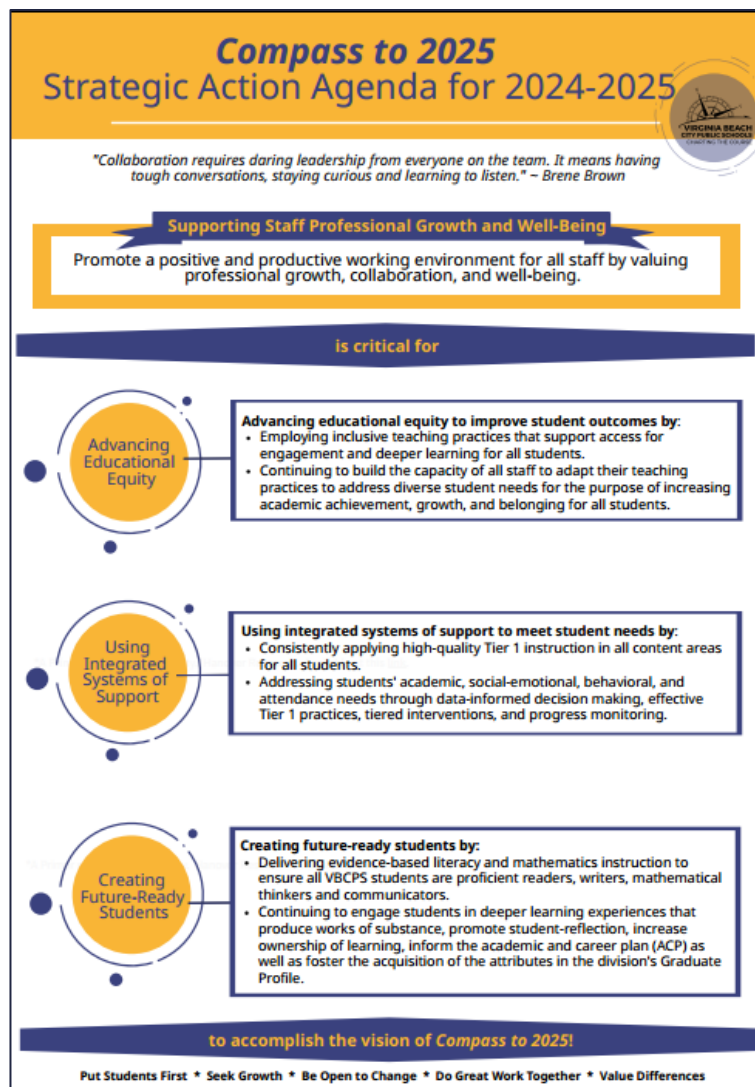 Compass to 2025
Strategic Action Agenda for 2024-2025
VIRGINIA BEACH
CITY PUBLIC SCHOOLS
CHARTING THE COURSE
"Collaboration requires daring leadership from everyone on the team. It means having
tough conversations, staying curious and learning to listen." ~ Brene Brown
Supporting Staff Professional Growth and Well-Being
Promote a positive and productive working environment for all staff by valuing
professional growth, collaboration, and well-being.
is critical for
Advancing
Educational
Equity
Advancing educational equity to improve student outcomes by:
• Employing inclusive teaching practices that support access for
engagement and deeper learning for all students.
• Continuing to build the capacity of all staff to adapt their teaching
practices to address diverse student needs for the purpose of increasing
academic achievement, growth, and belonging for all students.
Using
Integrated
Systems of
Support
Using integrated systems of support to meet student needs by:
• Consistently applying high-quality Tier 1 instruction in all content areas
for all students.
• Addressing students' academic, social-emotional, behavioral, and
attendance needs through data-informed decision making, effective
Tier 1 practices, tiered interventions, and progress monitoring.
Creating
Future-Ready
Students
Creating future-ready students by:
• Delivering evidence-based literacy and mathematics instruction to
ensure all VBCPS students are proficient readers, writers, mathematical
thinkers and communicators.
• Continuing to engage students in deeper learning experiences that
produce works of substance, promote student-reflection, increase
ownership of learning, inform the academic and career plan (ACP) as
well as foster the acquisition of the attributes in the division's Graduate
Profile.
to accomplish the vision of Compass to 2025!
Put Students First * Seek Growth * Be Open to Change * Do Great Work Together * Value Differences